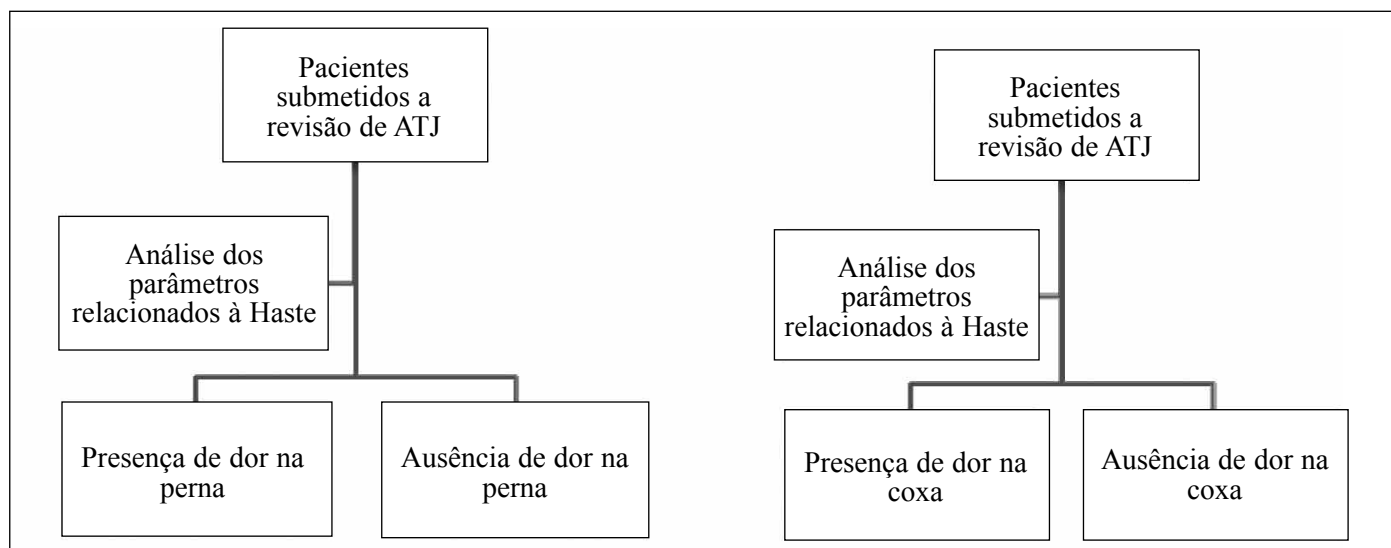 Pacientes
submetidos a
revisão de ATJ
Análise dos
parâmetros
relacionados à Haste
Presença de dor na
perna
Ausência de dor na
perna
Pacientes
submetidos a
revisão de ATJ
Análise dos
parâmetros
relacionados à Haste
Presença de dor na
coxa
Ausência de dor na
coxa